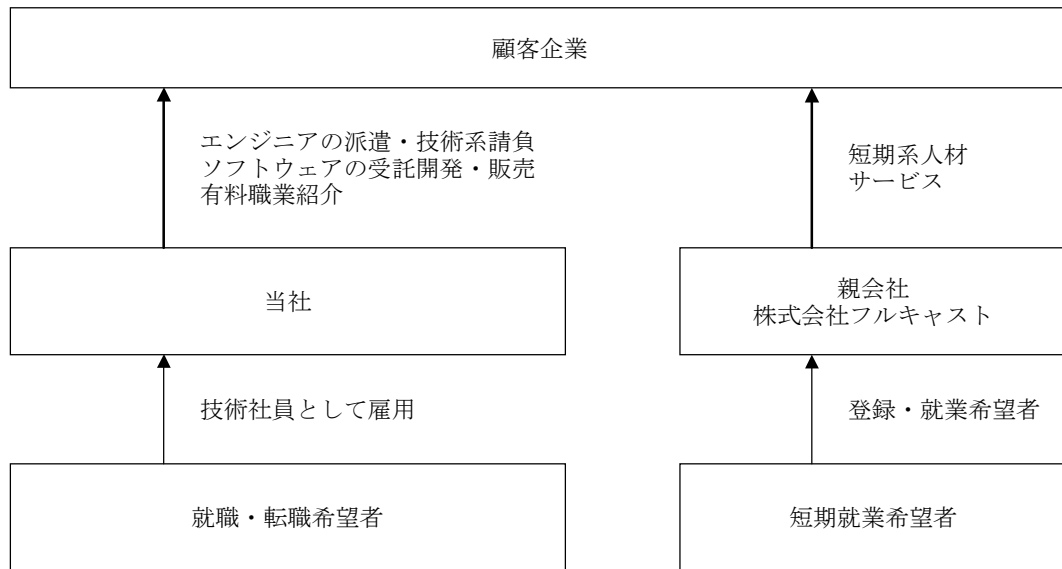 顧客企業
エンジニアの派遣・技術系請負
ソフトウェアの受託開発・販売
有料職業紹介
短期系人材
サービス
当社
親会社
株式会社フルキャスト
技術社員として雇用
登録・就業希望者
就職・転職希望者
短期就業希望者